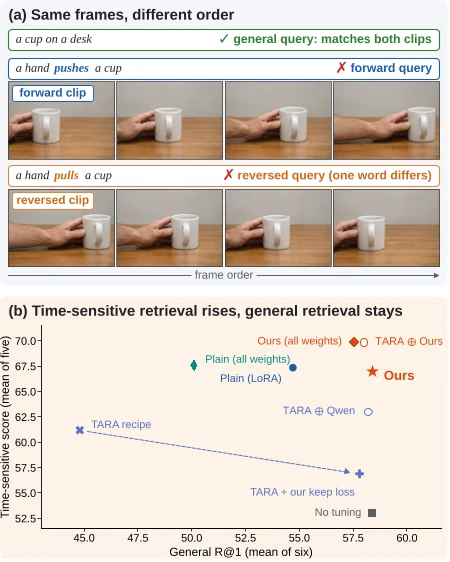 (a) Same frames, different order
a cup on a desk ✓ general query: matches both clips
a hand pushes a cup ✗ forward query
forward clip
a hand pulls a cup ✗ reversed query (one word differs)
reversed clip
frame order
(b) Time-sensitive retrieval rises, general retrieval stays
Time-sensitive score (mean of five)
70.0
67.5
65.0
62.5
60.0
57.5
55.0
52.5
Ours (all weights)
TARA ⊕ Ours
Plain (all weights)
Plain (LoRA)
Ours
TARA ⊕ Qwen
TARA recipe
TARA + our keep loss
No tuning
45.0 47.5 50.0 52.5 55.0 57.5 60.0
General R@1 (mean of six)